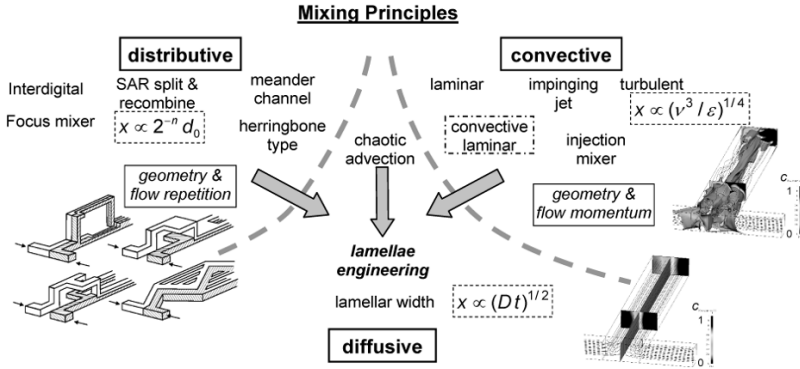 Mixing Principles
distributive
convective
Interdigital
SAR split &
recombine
meander
channel
laminar
impinging
jet
turbulent
Focus mixer
x ∝ 2⁻ⁿ d₀
herringbone
type
chaotic
advection
convective
laminar
injection
mixer
x ∝ (ν³ / ε)^1/4
geometry &
flow repetition
geometry &
flow momentum
c
1
0
lamellae
engineering
lamellar width
x ∝ (D t)^1/2
diffusive
c
1
0